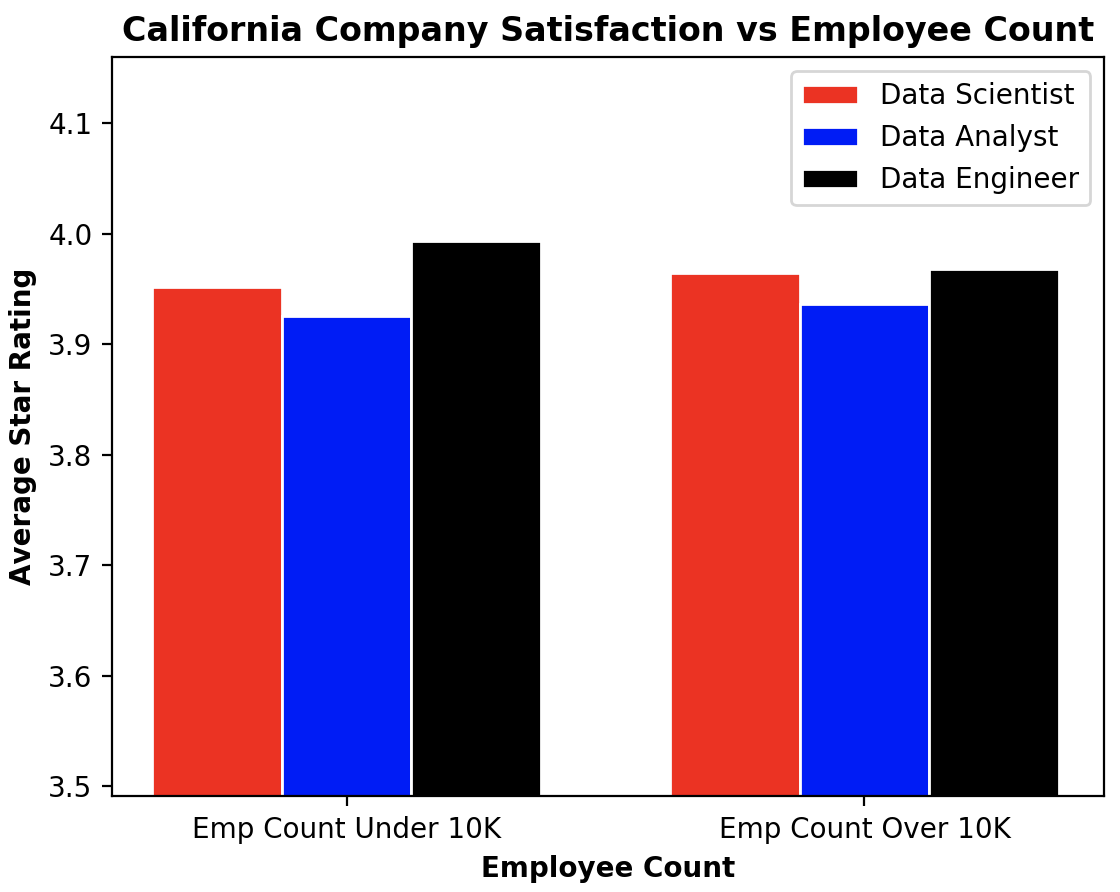 California Company Satisfaction vs Employee Count
Data Scientist
Data Analyst
Data Engineer
Average Star Rating
4.1
4.0
3.9
3.8
3.7
3.6
3.5
Emp Count Under 10K
Emp Count Over 10K
Employee Count